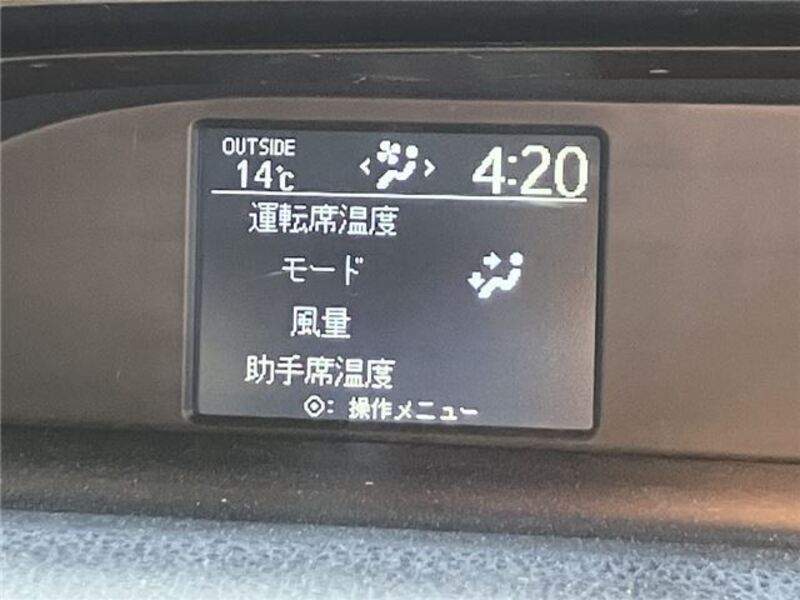 OUTSIDE
14℃ < > 4:20
運転席温度
モード
風量
助手席温度
◎: 操作メニュー